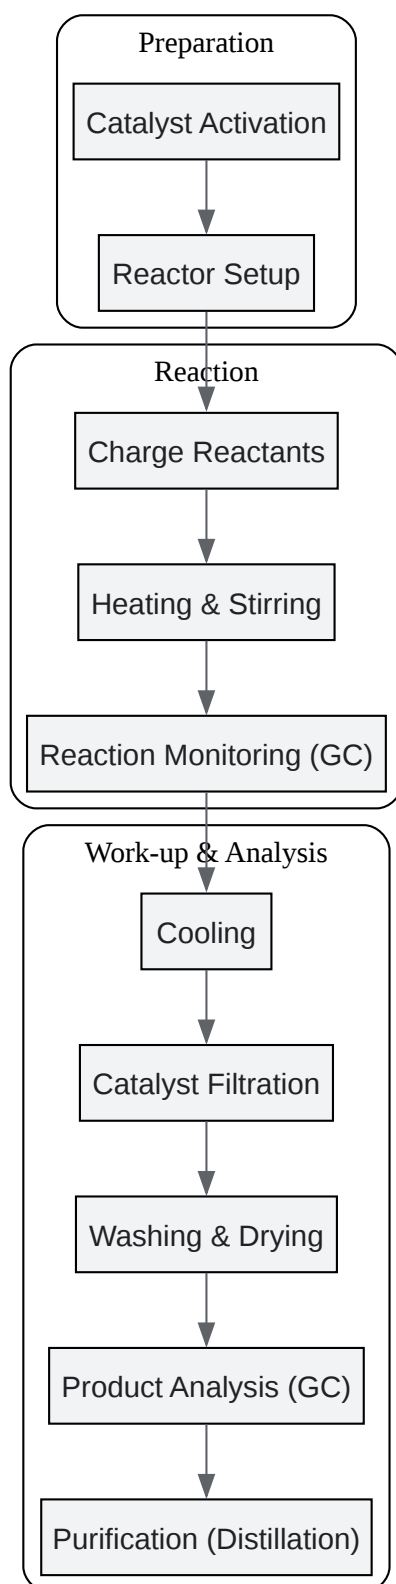 Preparation
Catalyst Activation
Reactor Setup
Reaction
Charge Reactants
Heating & Stirring
Reaction Monitoring (GC)
Work-up & Analysis
Cooling
Catalyst Filtration
Washing & Drying
Product Analysis (GC)
Purification (Distillation)